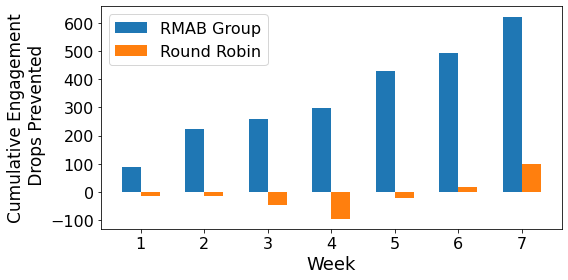 Cumulative Engagement
Drops Prevented
600
500
400
300
200
100
0
−100
RMAB Group
Round Robin
1 2 3 4 5 6 7
Week